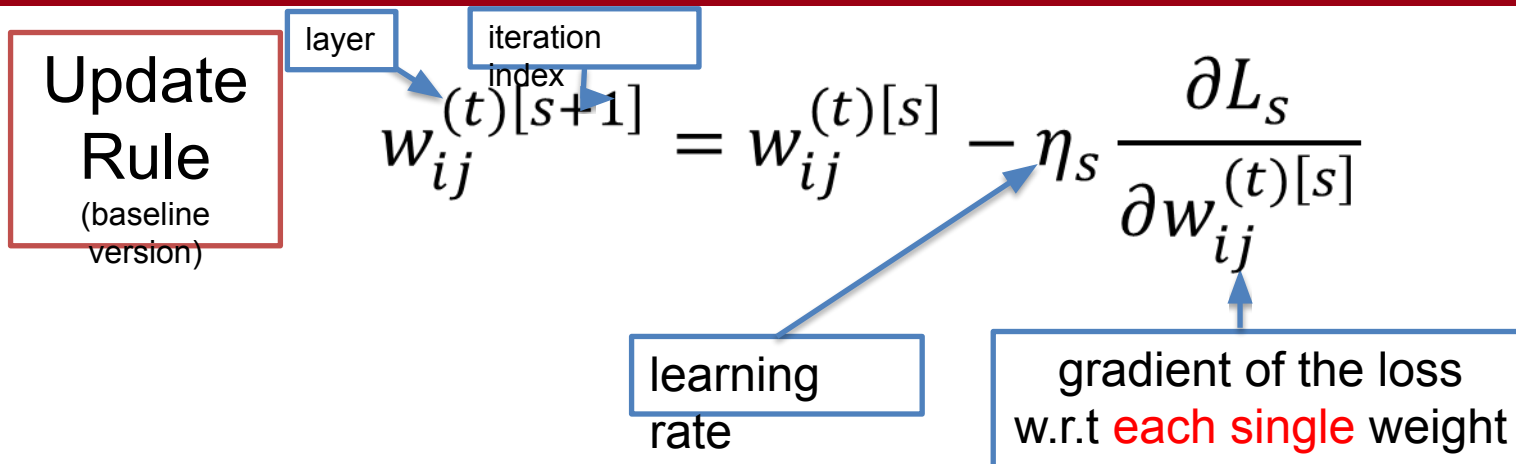 Update
Rule
(baseline
version)
layer
iteration
index
w_{ij}^{(t)[s+1]} = w_{ij}^{(t)[s]} − η_s ∂L_s / ∂w_{ij}^{(t)[s]}
learning
rate
gradient of the loss
w.r.t each single weight